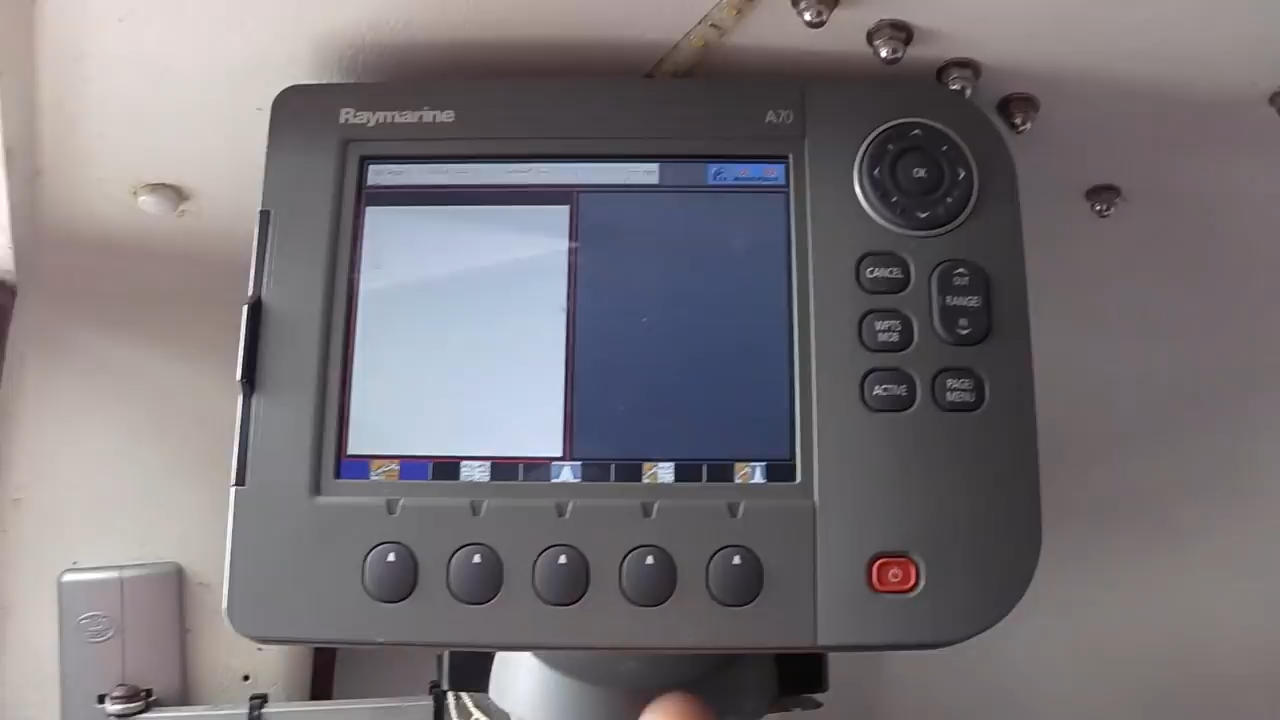 Raymarine
A70
OK
CANCEL
OUT
RANGE
IN
WPTS
MOB
ACTIVE
PAGE
MENU